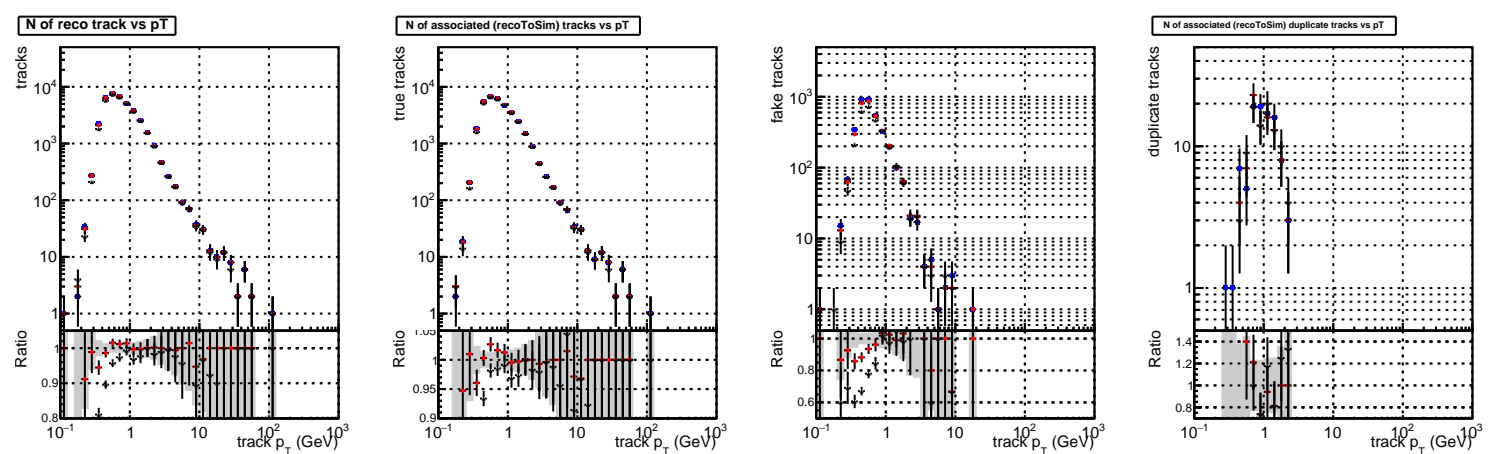 N of reco track vs pT
tracks
10⁴
10³
10²
10
1
Ratio
1
0.9
0.8
10⁻¹ 1 10 10² 10³
track p_T (GeV)
N of associated (recoToSim) tracks vs pT
true tracks
10⁴
10³
10²
10
1
Ratio
1.05
1
0.95
0.9
10⁻¹ 1 10 10² 10³
track p_T (GeV)
fake tracks
10³
10²
10
1
Ratio
0.6
10⁻¹ 1 10 10² 10³
track p_T (GeV)
N of associated (recoToSim) duplicate tracks vs pT
duplicate tracks
10
1
Ratio
1.4
1.2
1
0.8
10⁻¹ 1 10 10² 10³
track p_T (GeV)